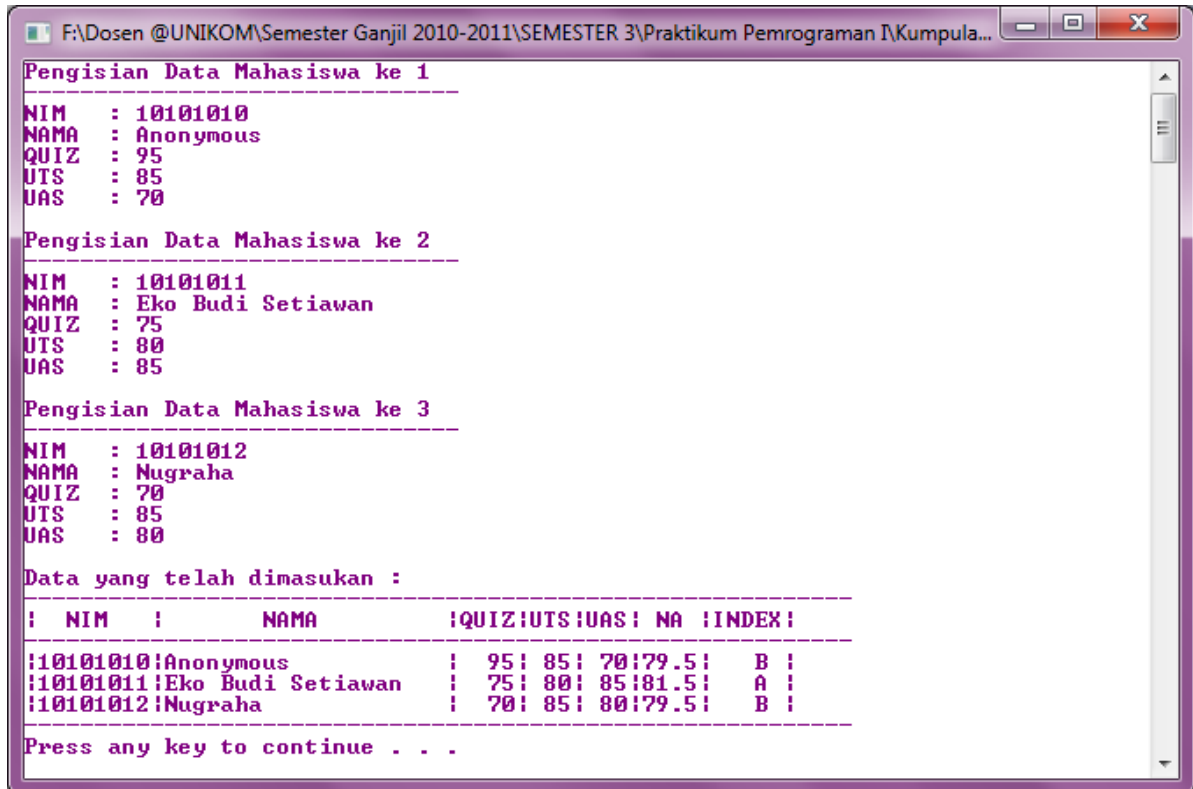 F:\Dosen @UNIKOM\Semester Ganjil 2010-2011\SEMESTER 3\Praktikum Pemrograman I\Kumpula...
Pengisian Data Mahasiswa ke 1
-------------------------------
NIM   : 10101010
NAMA  : Anonymous
QUIZ  : 95
UTS   : 85
UAS   : 70
Pengisian Data Mahasiswa ke 2
-------------------------------
NIM   : 10101011
NAMA  : Eko Budi Setiawan
QUIZ  : 75
UTS   : 80
UAS   : 85
Pengisian Data Mahasiswa ke 3
-------------------------------
NIM   : 10101012
NAMA  : Nugraha
QUIZ  : 70
UTS   : 85
UAS   : 80
Data yang telah dimasukan :
-----------------------------------------------------------
|  NIM   |       NAMA         |QUIZ|UTS|UAS| NA |INDEX|
-----------------------------------------------------------
|10101010|Anonymous           |  95| 85| 70|79.5|   B |
|10101011|Eko Budi Setiawan   |  75| 80| 85|81.5|   A |
|10101012|Nugraha             |  70| 85| 80|79.5|   B |
-----------------------------------------------------------
Press any key to continue . . .